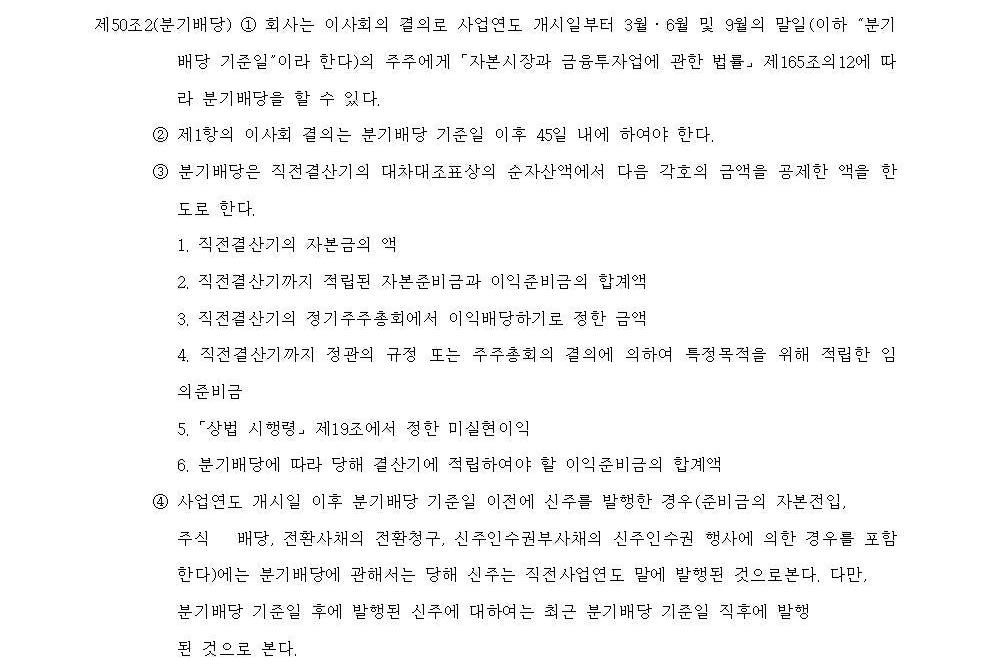 제50조2(분기배당) ① 회사는 이사회의 결의로 사업연도 개시일부터 3월·6월 및 9월의 말일(이하 "분기
배당 기준일"이라 한다)의 주주에게 「자본시장과 금융투자업에 관한 법률」 제165조의12에 따
라 분기배당을 할 수 있다.
② 제1항의 이사회 결의는 분기배당 기준일 이후 45일 내에 하여야 한다.
③ 분기배당은 직전결산기의 대차대조표상의 순자산액에서 다음 각호의 금액을 공제한 액을 한
도로 한다.
1. 직전결산기의 자본금의 액
2. 직전결산기까지 적립된 자본준비금과 이익준비금의 합계액
3. 직전결산기의 정기주주총회에서 이익배당하기로 정한 금액
4. 직전결산기까지 정관의 규정 또는 주주총회의 결의에 의하여 특정목적을 위해 적립한 임
의준비금
5. 「상법 시행령」 제19조에서 정한 미실현이익
6. 분기배당에 따라 당해 결산기에 적립하여야 할 이익준비금의 합계액
④ 사업연도 개시일 이후 분기배당 기준일 이전에 신주를 발행한 경우(준비금의 자본전입,
주식 배당, 전환사채의 전환청구, 신주인수권부사채의 신주인수권 행사에 의한 경우를 포함
한다)에는 분기배당에 관해서는 당해 신주는 직전사업연도 말에 발행된 것으로본다. 다만,
분기배당 기준일 후에 발행된 신주에 대하여는 최근 분기배당 기준일 직후에 발행
된 것으로 본다.